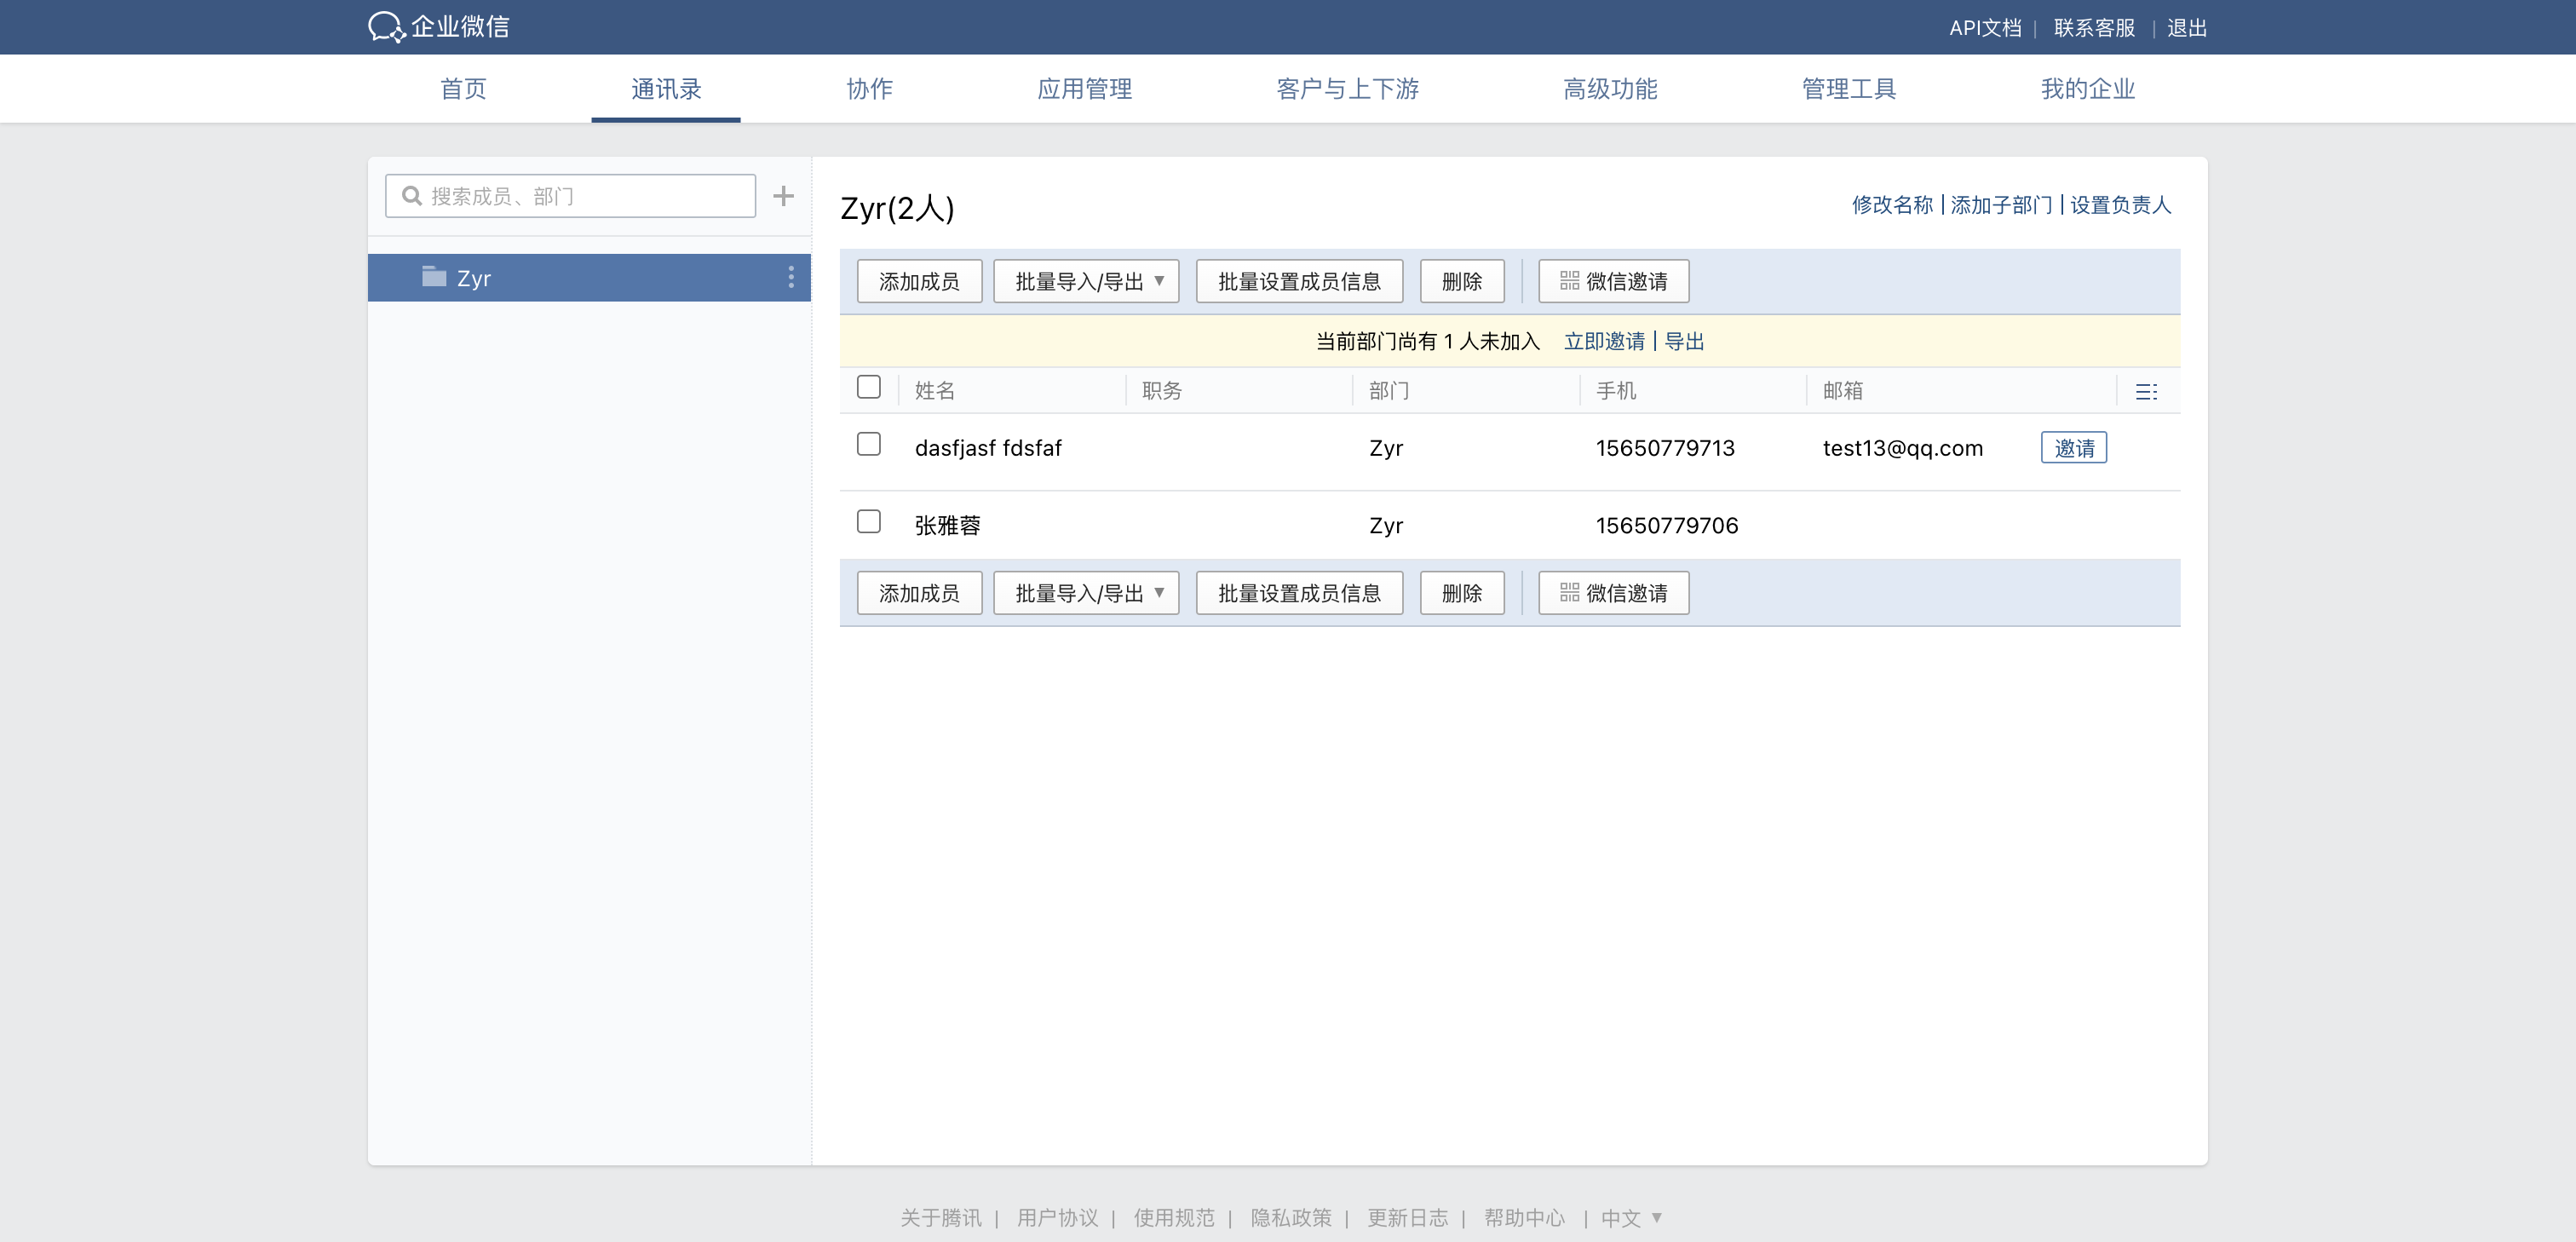 企业微信
API文档 | 联系客服 | 退出
首页 通讯录 协作 应用管理 客户与上下游 高级功能 管理工具 我的企业
搜索成员、部门
Zyr
Zyr(2人)
修改名称 | 添加子部门 | 设置负责人
添加成员 批量导入/导出 批量设置成员信息 删除 微信邀请
当前部门尚有 1 人未加入 立即邀请 | 导出
姓名 职务 部门 手机 邮箱
dasfjasf fdsfaf Zyr 15650779713 test13@qq.com 邀请
张雅蓉 Zyr 15650779706
添加成员 批量导入/导出 批量设置成员信息 删除 微信邀请
关于腾讯 | 用户协议 | 使用规范 | 隐私政策 | 更新日志 | 帮助中心 | 中文